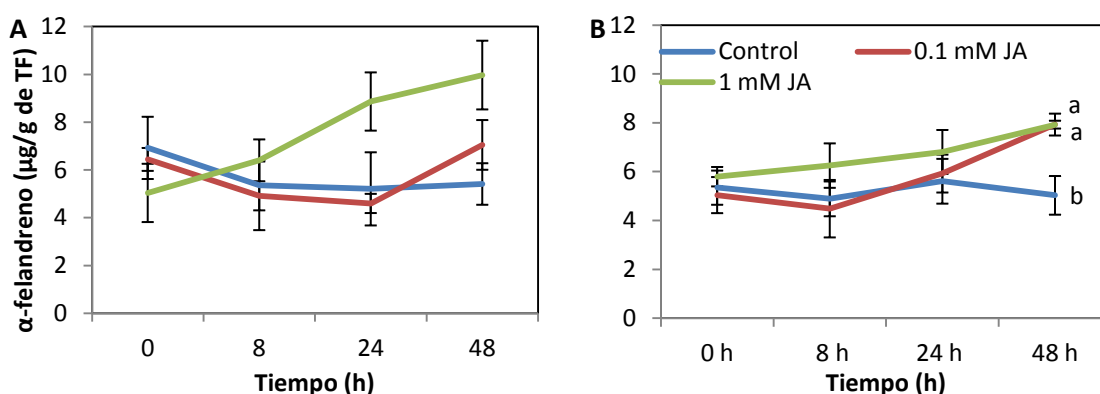 A
α-felandreno (µg/g de TF)
12
10
8
6
4
2
0
0 8 24 48
Tiempo (h)
B
Control 0.1 mM JA
1 mM JA
12
10
8
6
4
2
0
a
a
b
0 h 8 h 24 h 48 h
Tiempo (h)